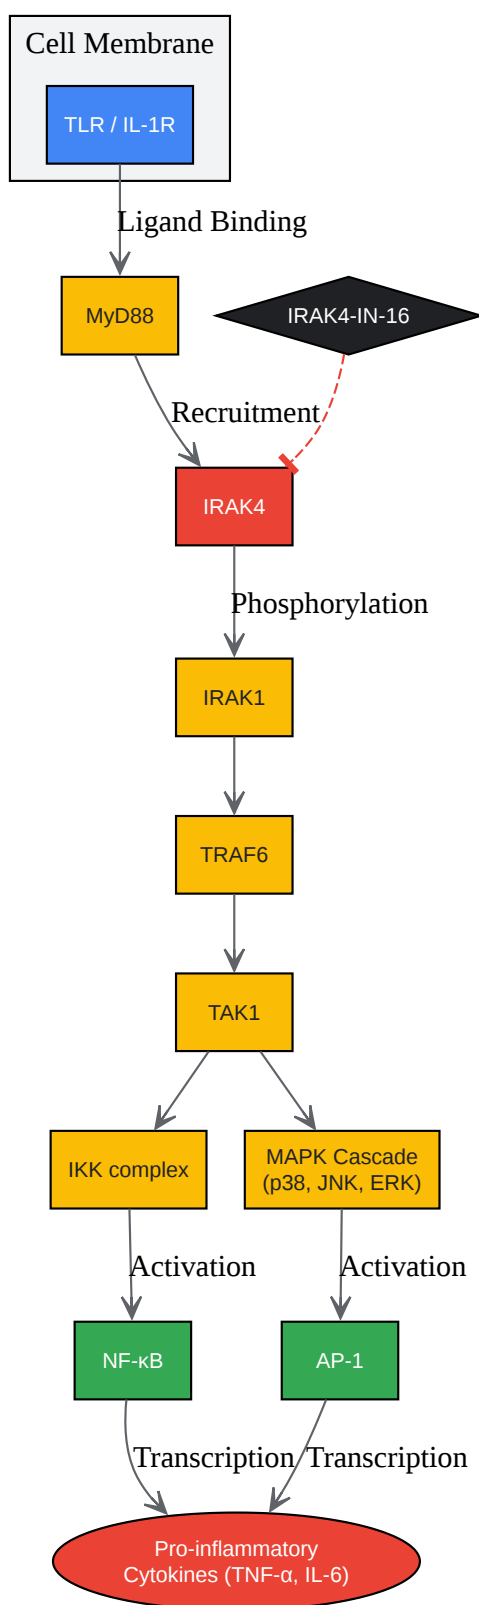 Cell Membrane
TLR / IL-1R
Ligand Binding
MyD88
IRAK4-IN-16
Recruitment
IRAK4
Phosphorylation
IRAK1
TRAF6
TAK1
IKK complex
MAPK Cascade
(p38, JNK, ERK)
Activation
Activation
NF-κB
AP-1
Transcription
Transcription
Pro-inflammatory
Cytokines (TNF-α, IL-6)